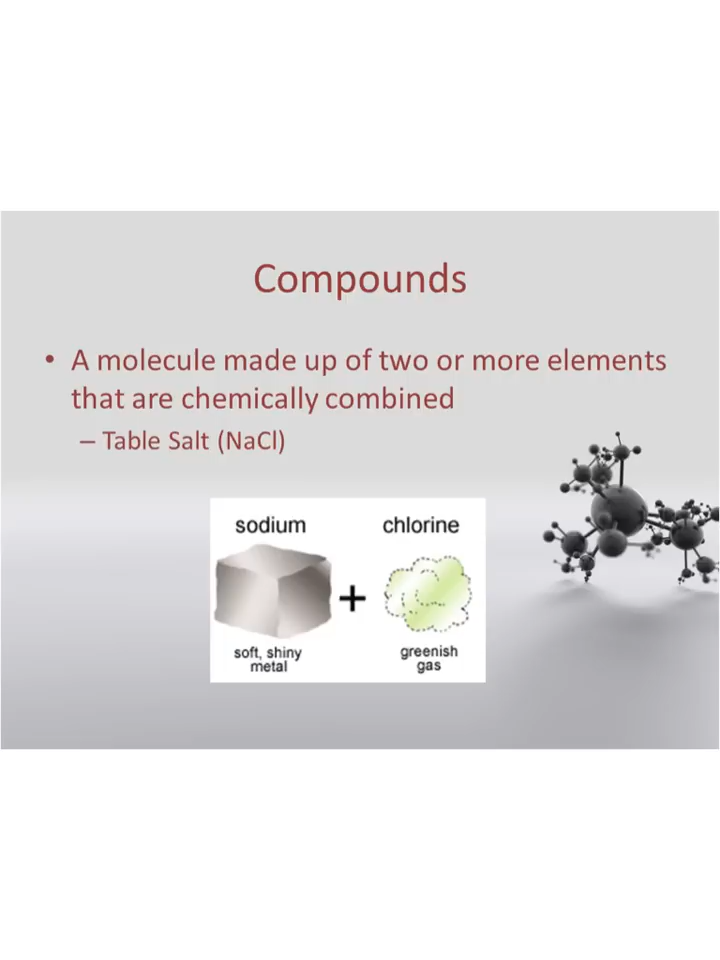 Compounds
• A molecule made up of two or more elements
that are chemically combined
– Table Salt (NaCl)
sodium chlorine
+
soft, shiny greenish
metal gas